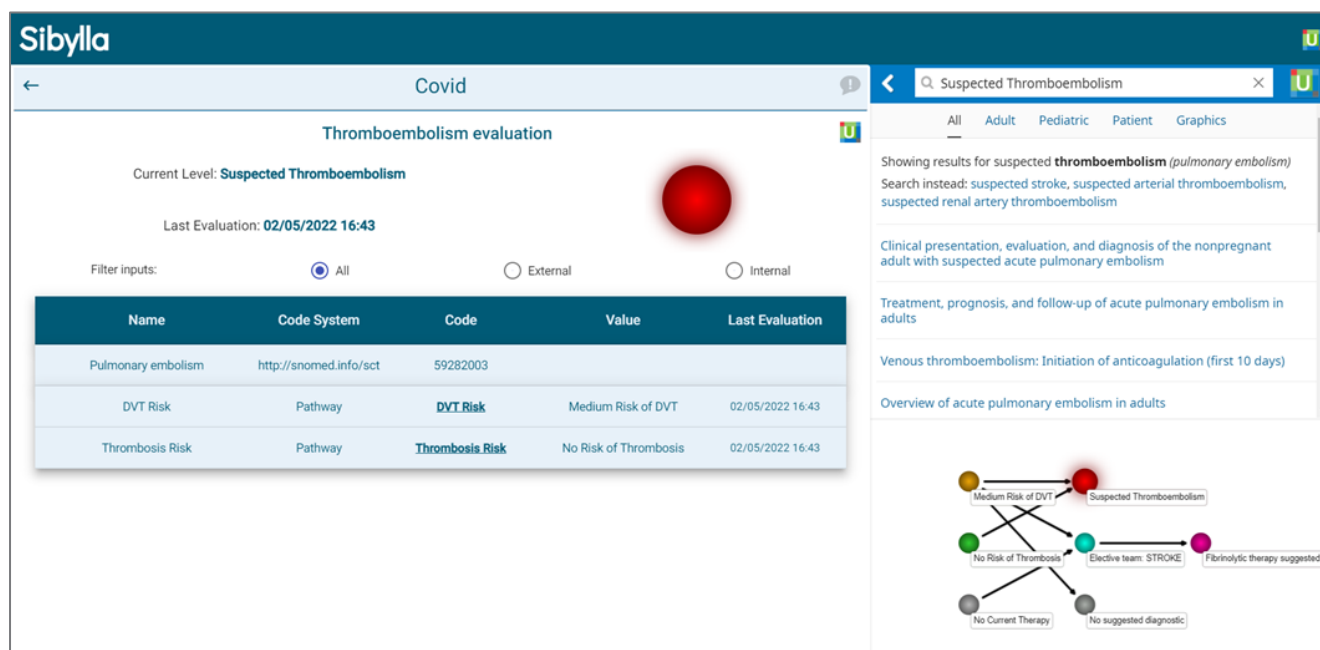 Sibylla
U
←
Covid
!
Thromboembolism evaluation
U
Current Level: Suspected Thromboembolism
Last Evaluation: 02/05/2022 16:43
Filter inputs: All External Internal
Name Code System Code Value Last Evaluation
Pulmonary embolism http://snomed.info/sct 59282003
DVT Risk Pathway DVT Risk Medium Risk of DVT 02/05/2022 16:43
Thrombosis Risk Pathway Thrombosis Risk No Risk of Thrombosis 02/05/2022 16:43
Suspected Thromboembolism
U
All Adult Pediatric Patient Graphics
Showing results for suspected thromboembolism (pulmonary embolism)
Search instead: suspected stroke, suspected arterial thromboembolism,
suspected renal artery thromboembolism
Clinical presentation, evaluation, and diagnosis of the nonpregnant
adult with suspected acute pulmonary embolism
Treatment, prognosis, and follow-up of acute pulmonary embolism in
adults
Venous thromboembolism: Initiation of anticoagulation (first 10 days)
Overview of acute pulmonary embolism in adults
Medium Risk of DVT Suspected Thromboembolism
No Risk of Thrombosis Elective team: STROKE Fibrinolytic therapy suggested
No Current Therapy No suggested diagnostic